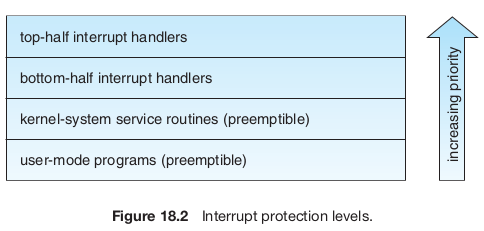 top-half interrupt handlers
bottom-half interrupt handlers
kernel-system service routines (preemptible)
user-mode programs (preemptible)
increasing priority
Figure 18.2 Interrupt protection levels.